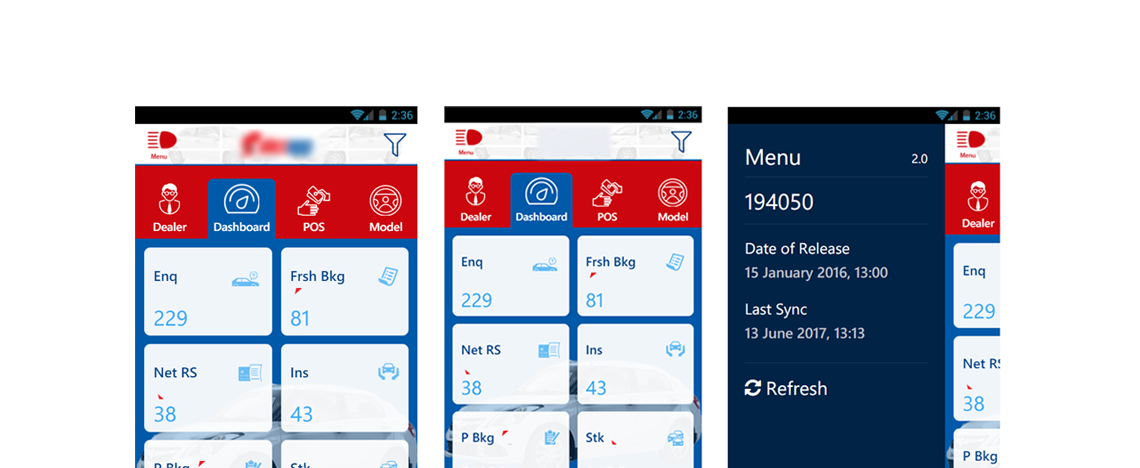 2:36
Menu
Dealer
Dashboard
POS
Model
Enq
Frsh Bkg
229
81
Net RS
Ins
38
43
P Bkg
Stk
2:36
Menu
Dealer
Dashboard
POS
Model
Enq
Frsh Bkg
229
81
Net RS
Ins
38
43
P Bkg
Stk
2:36
Menu
2.0
194050
Date of Release
15 January 2016, 13:00
Last Sync
13 June 2017, 13:13
Refresh
Menu
Dealer
Enq
229
Net RS
38
P Bkg